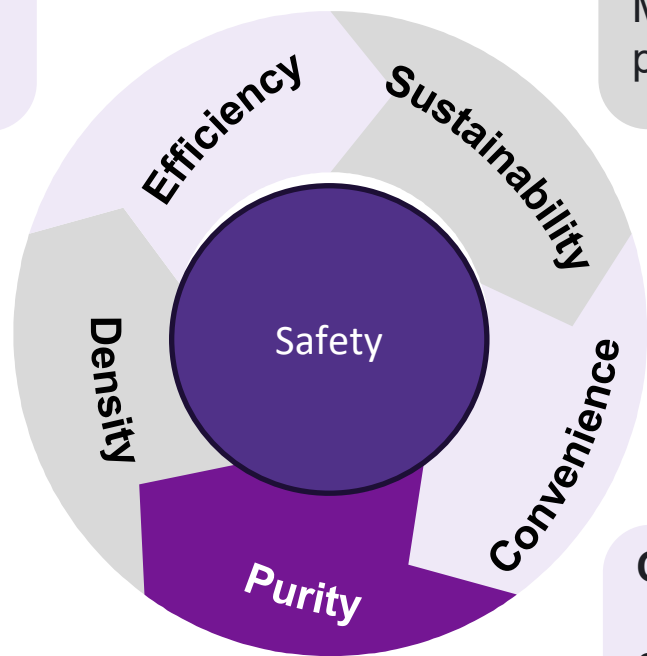 Efficiency
Sustainability
Convenience
Purity
Density
Safety